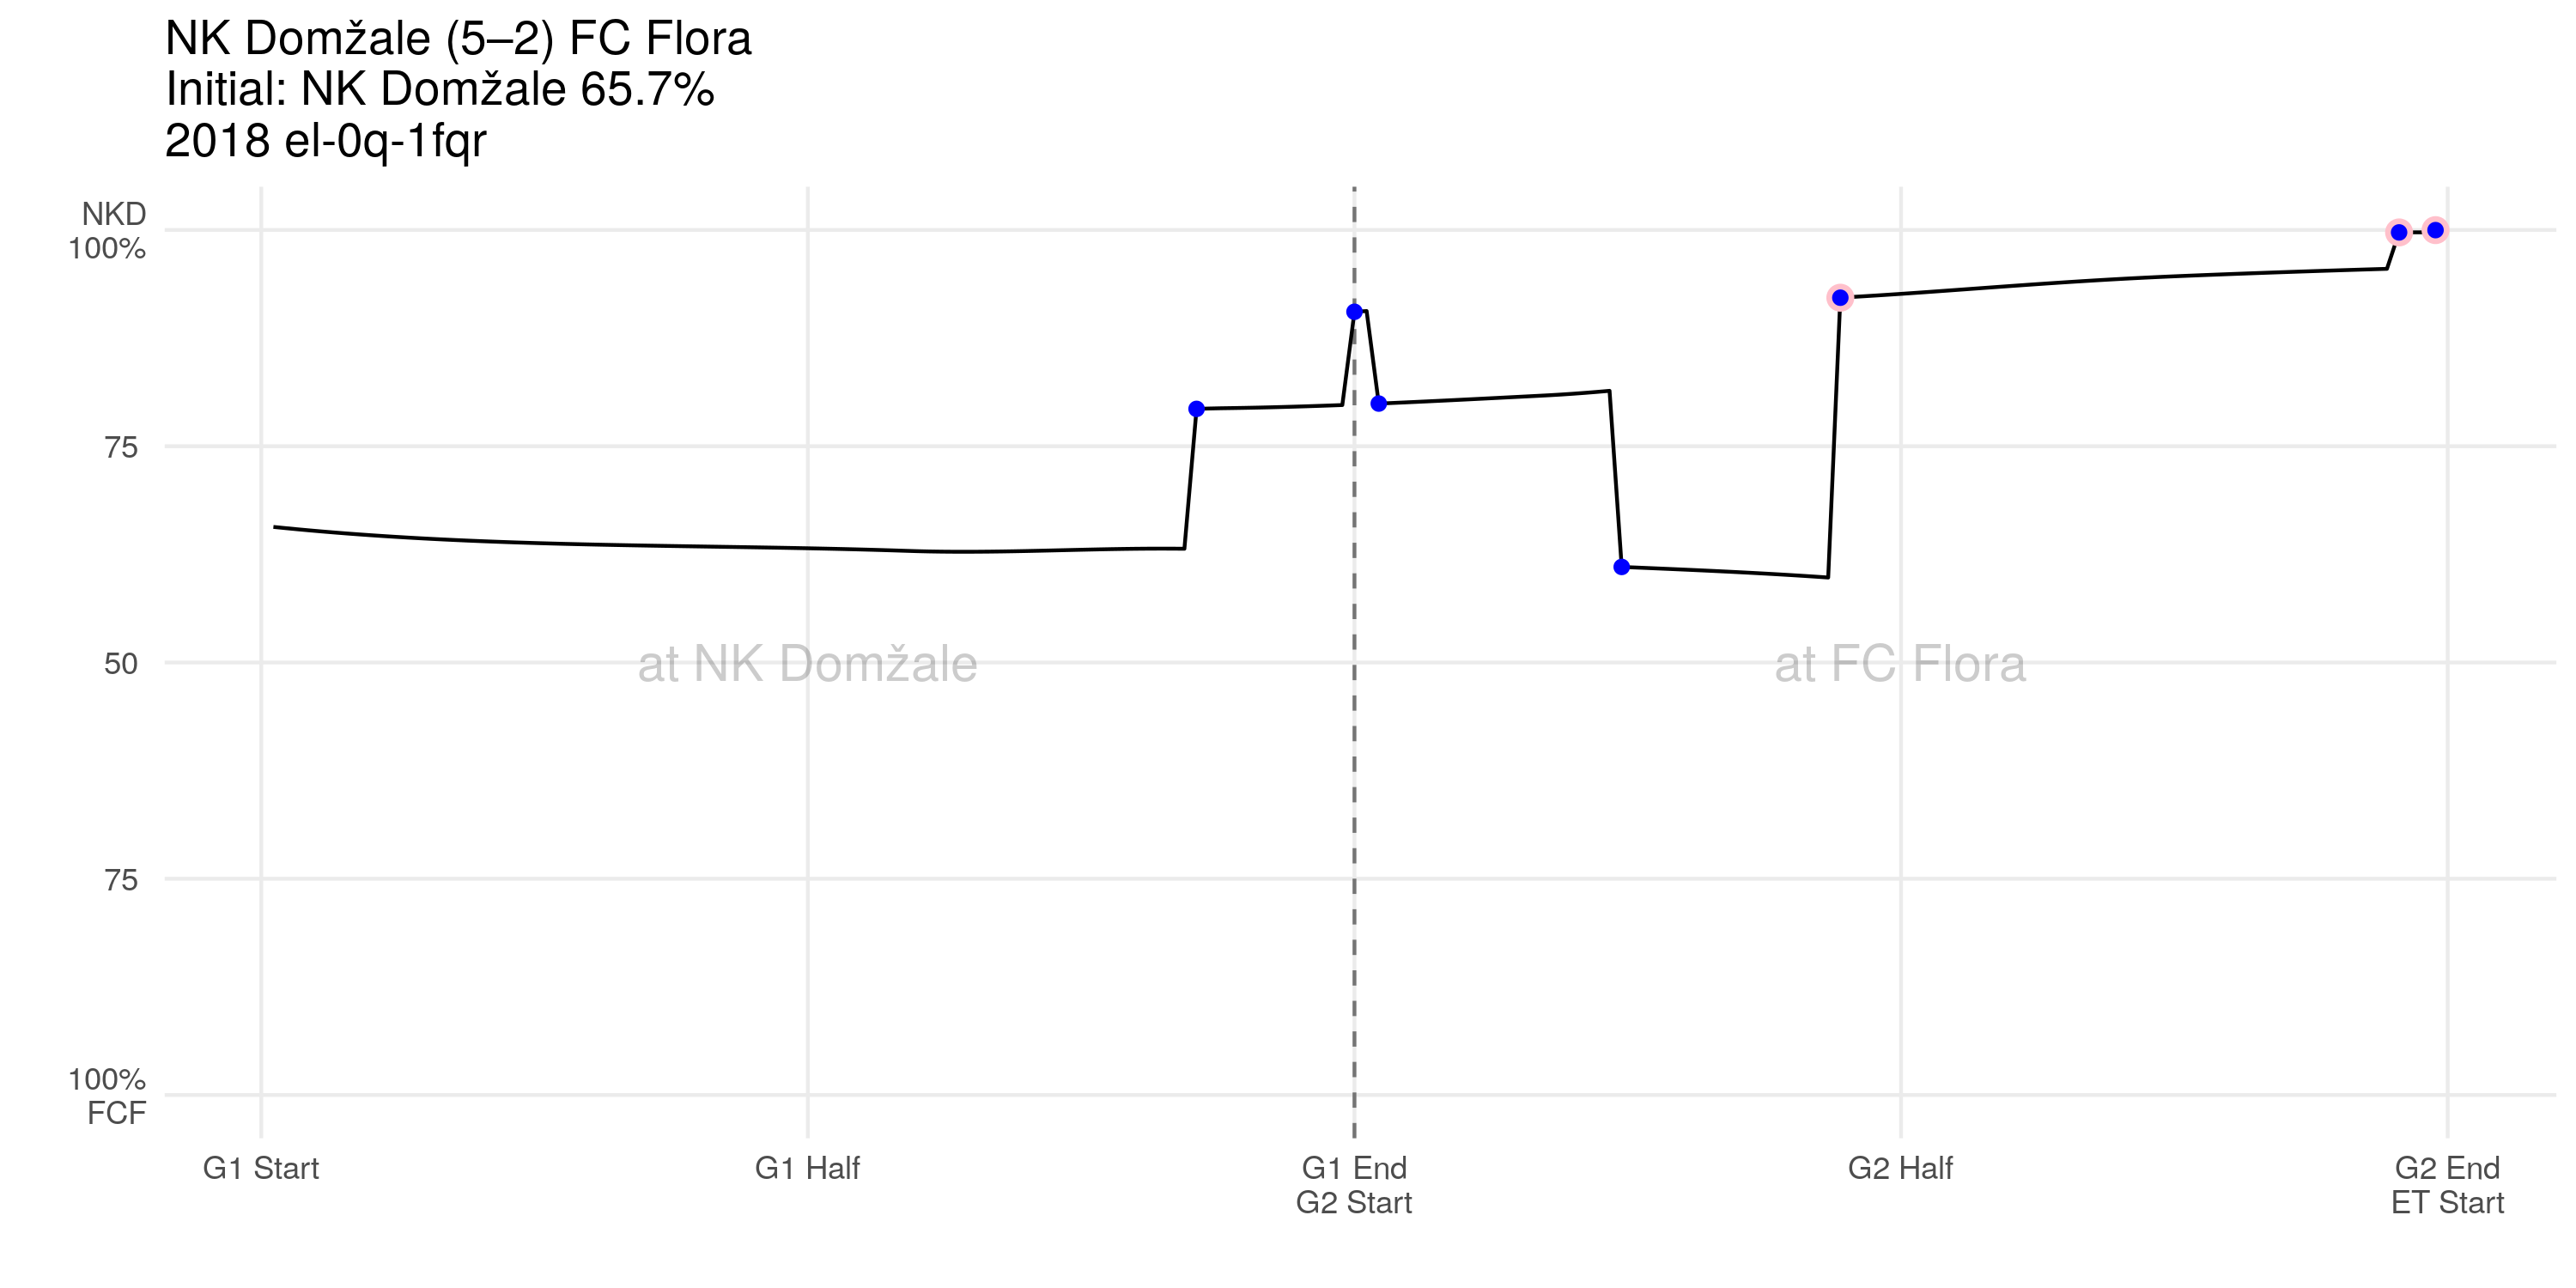 NK Domžale (5–2) FC Flora
Initial: NK Domžale 65.7%
2018 el-0q-1fqr
NKD
100%
75
50
75
100%
FCF
at NK Domžale
at FC Flora
G1 Start
G1 Half
G1 End
G2 Start
G2 Half
G2 End
ET Start